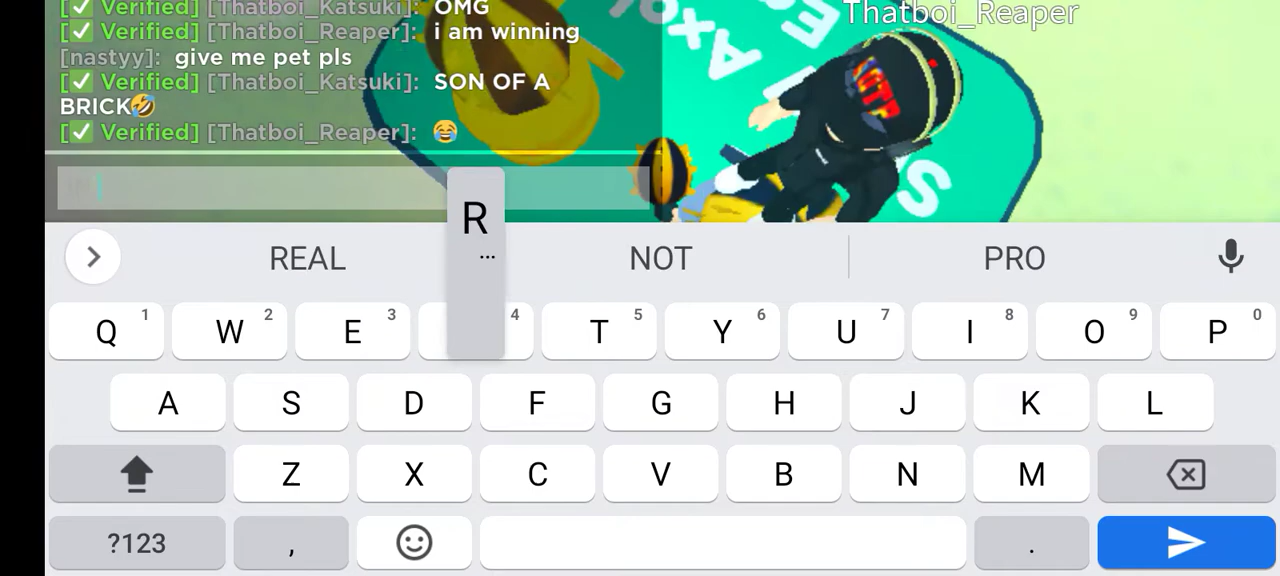 [✅ Verified] [Thatboi_Katsuki]: OMG
[✅ Verified] [Thatboi_Reaper]: i am winning
[nastyy]: give me pet pls
[✅ Verified] [Thatboi_Katsuki]: SON OF A
BRICK🤣
[✅ Verified] [Thatboi_Reaper]: 😂
Thatboi_Reaper
R
...
REAL NOT PRO
Q 1 W 2 E 3 4 T 5 Y 6 U 7 I 8 O 9 P 0
A S D F G H J K L
Z X C V B N M
?123 , .